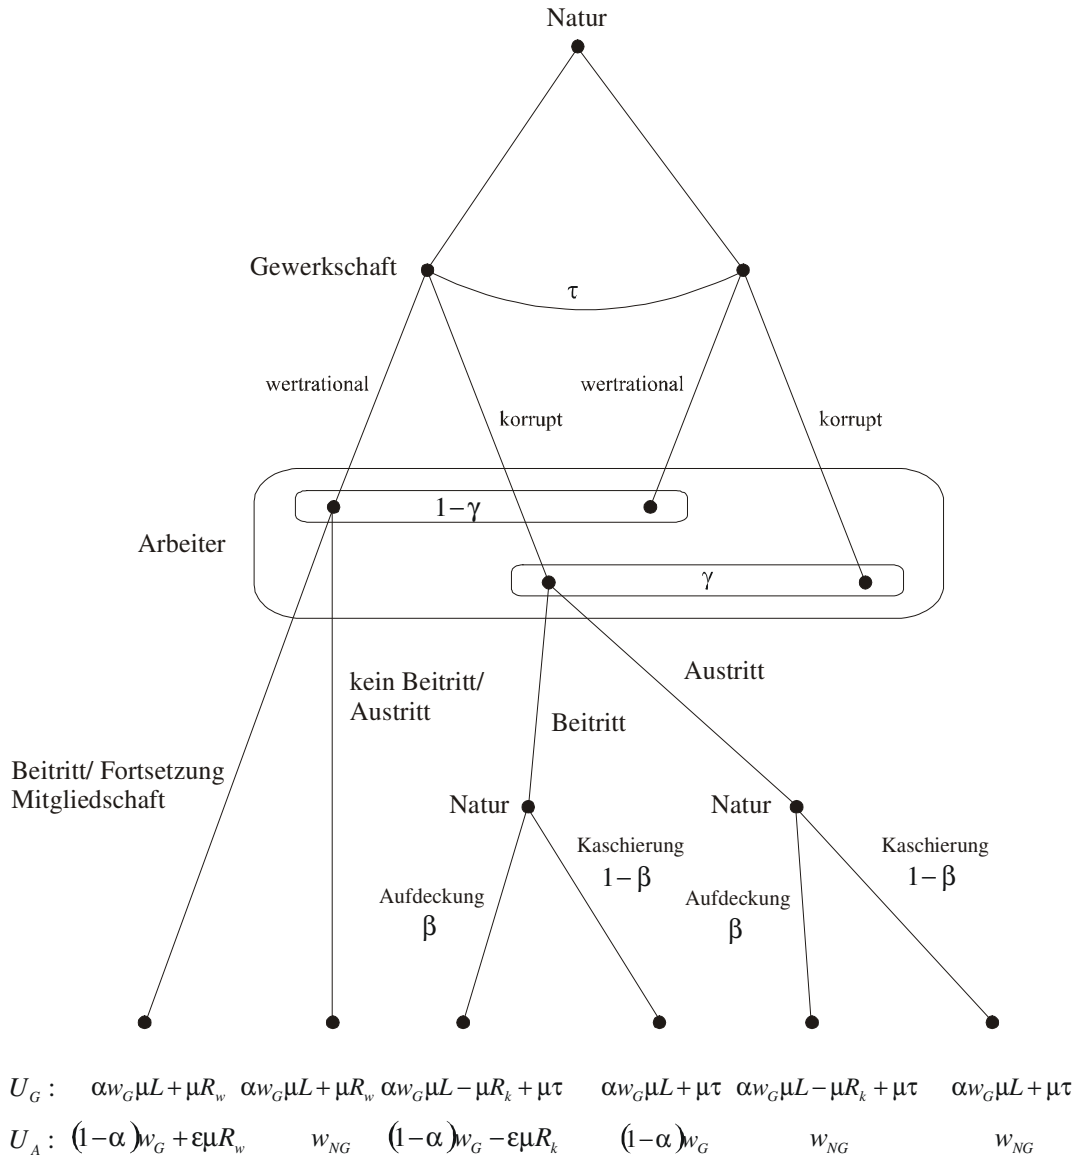 Natur
Gewerkschaft
τ
wertrational
wertrational
korrupt
korrupt
1−γ
Arbeiter
γ
Austritt
kein Beitritt/
Austritt
Beitritt
Beitritt/ Fortsetzung
Mitgliedschaft
Natur
Natur
Kaschierung
1−β
Kaschierung
1−β
Aufdeckung
β
Aufdeckung
β
U_G : αw_GμL+μR_w αw_GμL+μR_w αw_GμL−μR_k+μτ αw_GμL+μτ αw_GμL−μR_k+μτ αw_GμL+μτ
U_A : (1−α)w_G+εμR_w w_NG (1−α)w_G−εμR_k (1−α)w_G w_NG w_NG